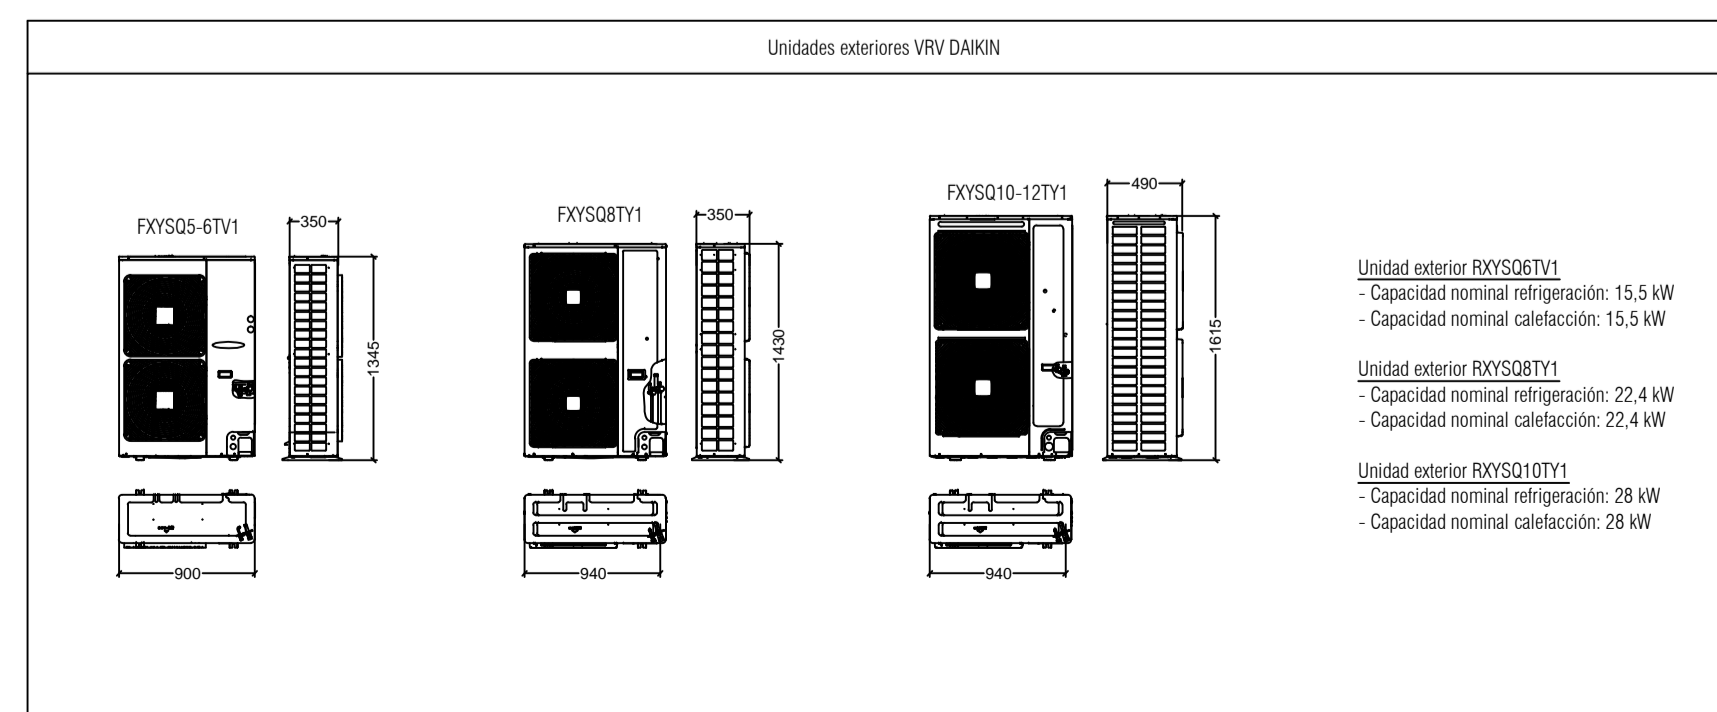 Unidades exteriores VRV DAIKIN
FXYSQ5-6TV1
350
1345
900
FXYSQ8TY1
350
1430
940
FXYSQ10-12TY1
490
1615
940
Unidad exterior RXYSQ6TV1
- Capacidad nominal refrigeración: 15,5 kW
- Capacidad nominal calefacción: 15,5 kW
Unidad exterior RXYSQ8TY1
- Capacidad nominal refrigeración: 22,4 kW
- Capacidad nominal calefacción: 22,4 kW
Unidad exterior RXYSQ10TY1
- Capacidad nominal refrigeración: 28 kW
- Capacidad nominal calefacción: 28 kW